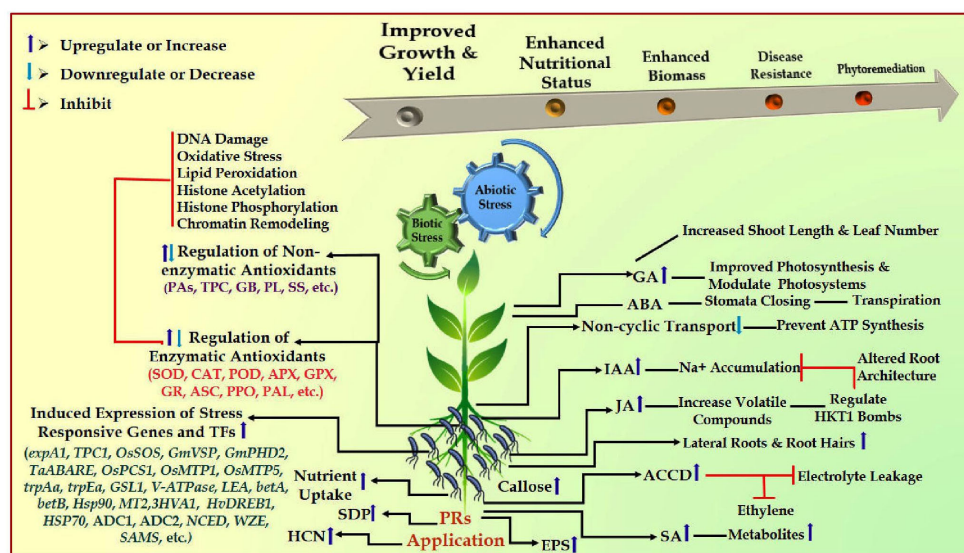 Upregulate or Increase
Downregulate or Decrease
Inhibit
Improved
Growth &
Yield
Enhanced
Nutritional
Status
Enhanced
Biomass
Disease
Resistance
Phytoremediation
DNA Damage
Oxidative Stress
Lipid Peroxidation
Histone Acetylation
Histone Phosphorylation
Chromatin Remodeling
Abiotic
Stress
Biotic
Stress
Regulation of Non-
enzymatic Antioxidants
(PAs, TPC, GB, PL, SS, etc.)
Regulation of
Enzymatic Antioxidants
(SOD, CAT, POD, APX, GPX,
GR, ASC, PPO, PAL, etc.)
Induced Expression of Stress
Responsive Genes and TFs
(expA1, TPC1, OsSOS, GmVSP, GmPHD2,
TaABARE, OsPCS1, OsMTP1, OsMTP5,
trpAa, trpEa, GSL1, V-ATPase, LEA, betA,
betB, Hsp90, MT2,3HVA1, HvDREB1,
HSP70, ADC1, ADC2, NCED, WZE,
SAMS, etc.)
Increased Shoot Length & Leaf Number
GA
Improved Photosynthesis &
Modulate Photosystems
ABA
Stomata Closing
Transpiration
Non-cyclic Transport
Prevent ATP Synthesis
IAA
Na+ Accumulation
Altered Root
Architecture
JA
Increase Volatile
Compounds
Regulate
HKT1 Bombs
Lateral Roots & Root Hairs
Nutrient
Uptake
Callose
ACCD
Electrolyte Leakage
Ethylene
SDP
PRs
Application
HCN
EPS
SA
Metabolites